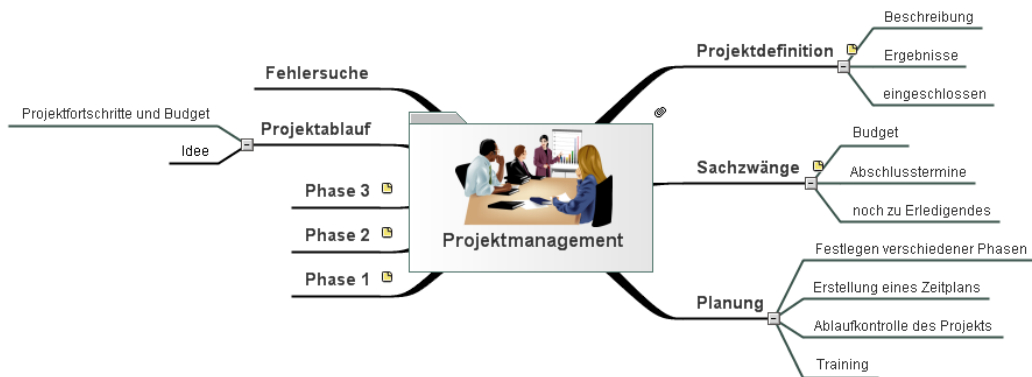 Projektmanagement
Projektdefinition
Beschreibung
Ergebnisse
eingeschlossen
Sachzwänge
Budget
Abschlusstermine
noch zu Erledigendes
Planung
Festlegen verschiedener Phasen
Erstellung eines Zeitplans
Ablaufkontrolle des Projekts
Training
Phase 1
Phase 2
Phase 3
Projektablauf
Projektfortschritte und Budget
Idee
Fehlersuche